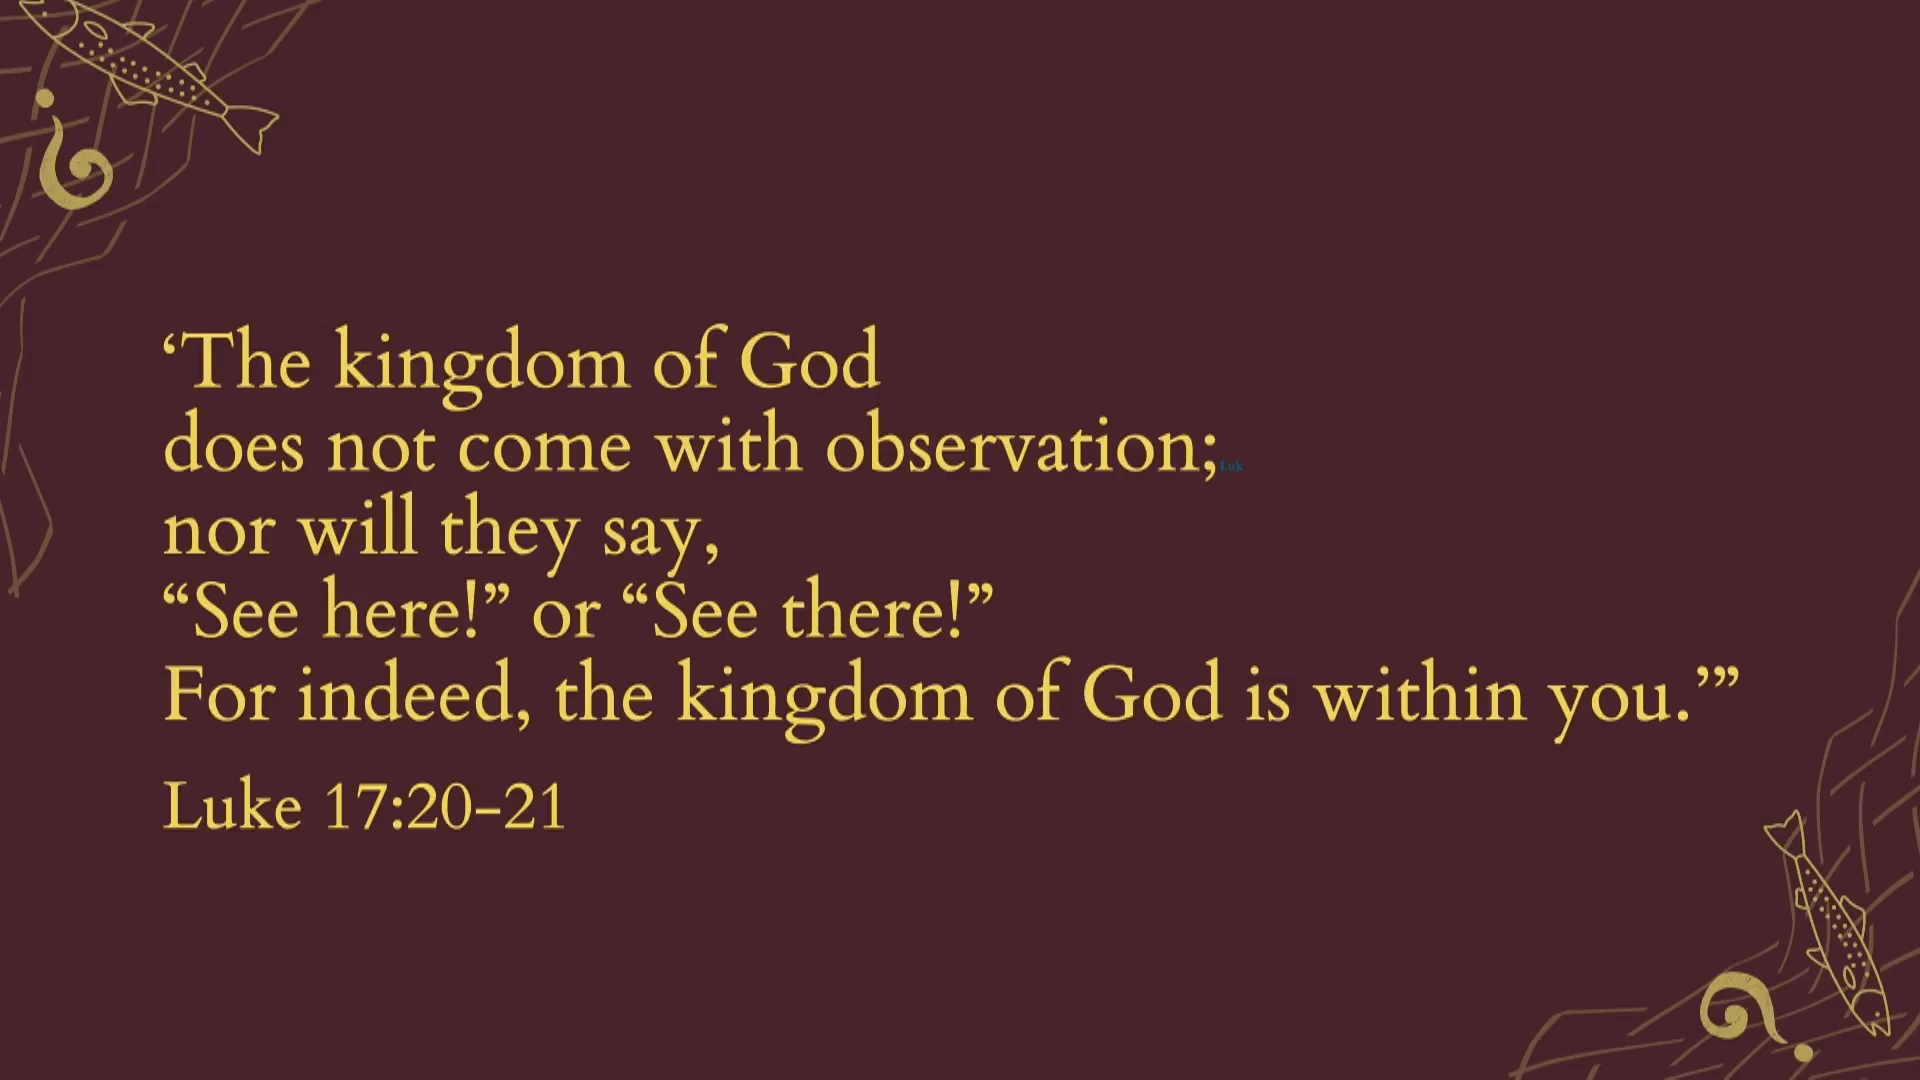 ‘The kingdom of God
does not come with observation;Luk
nor will they say,
“See here!” or “See there!”
For indeed, the kingdom of God is within you.’”
Luke 17:20-21